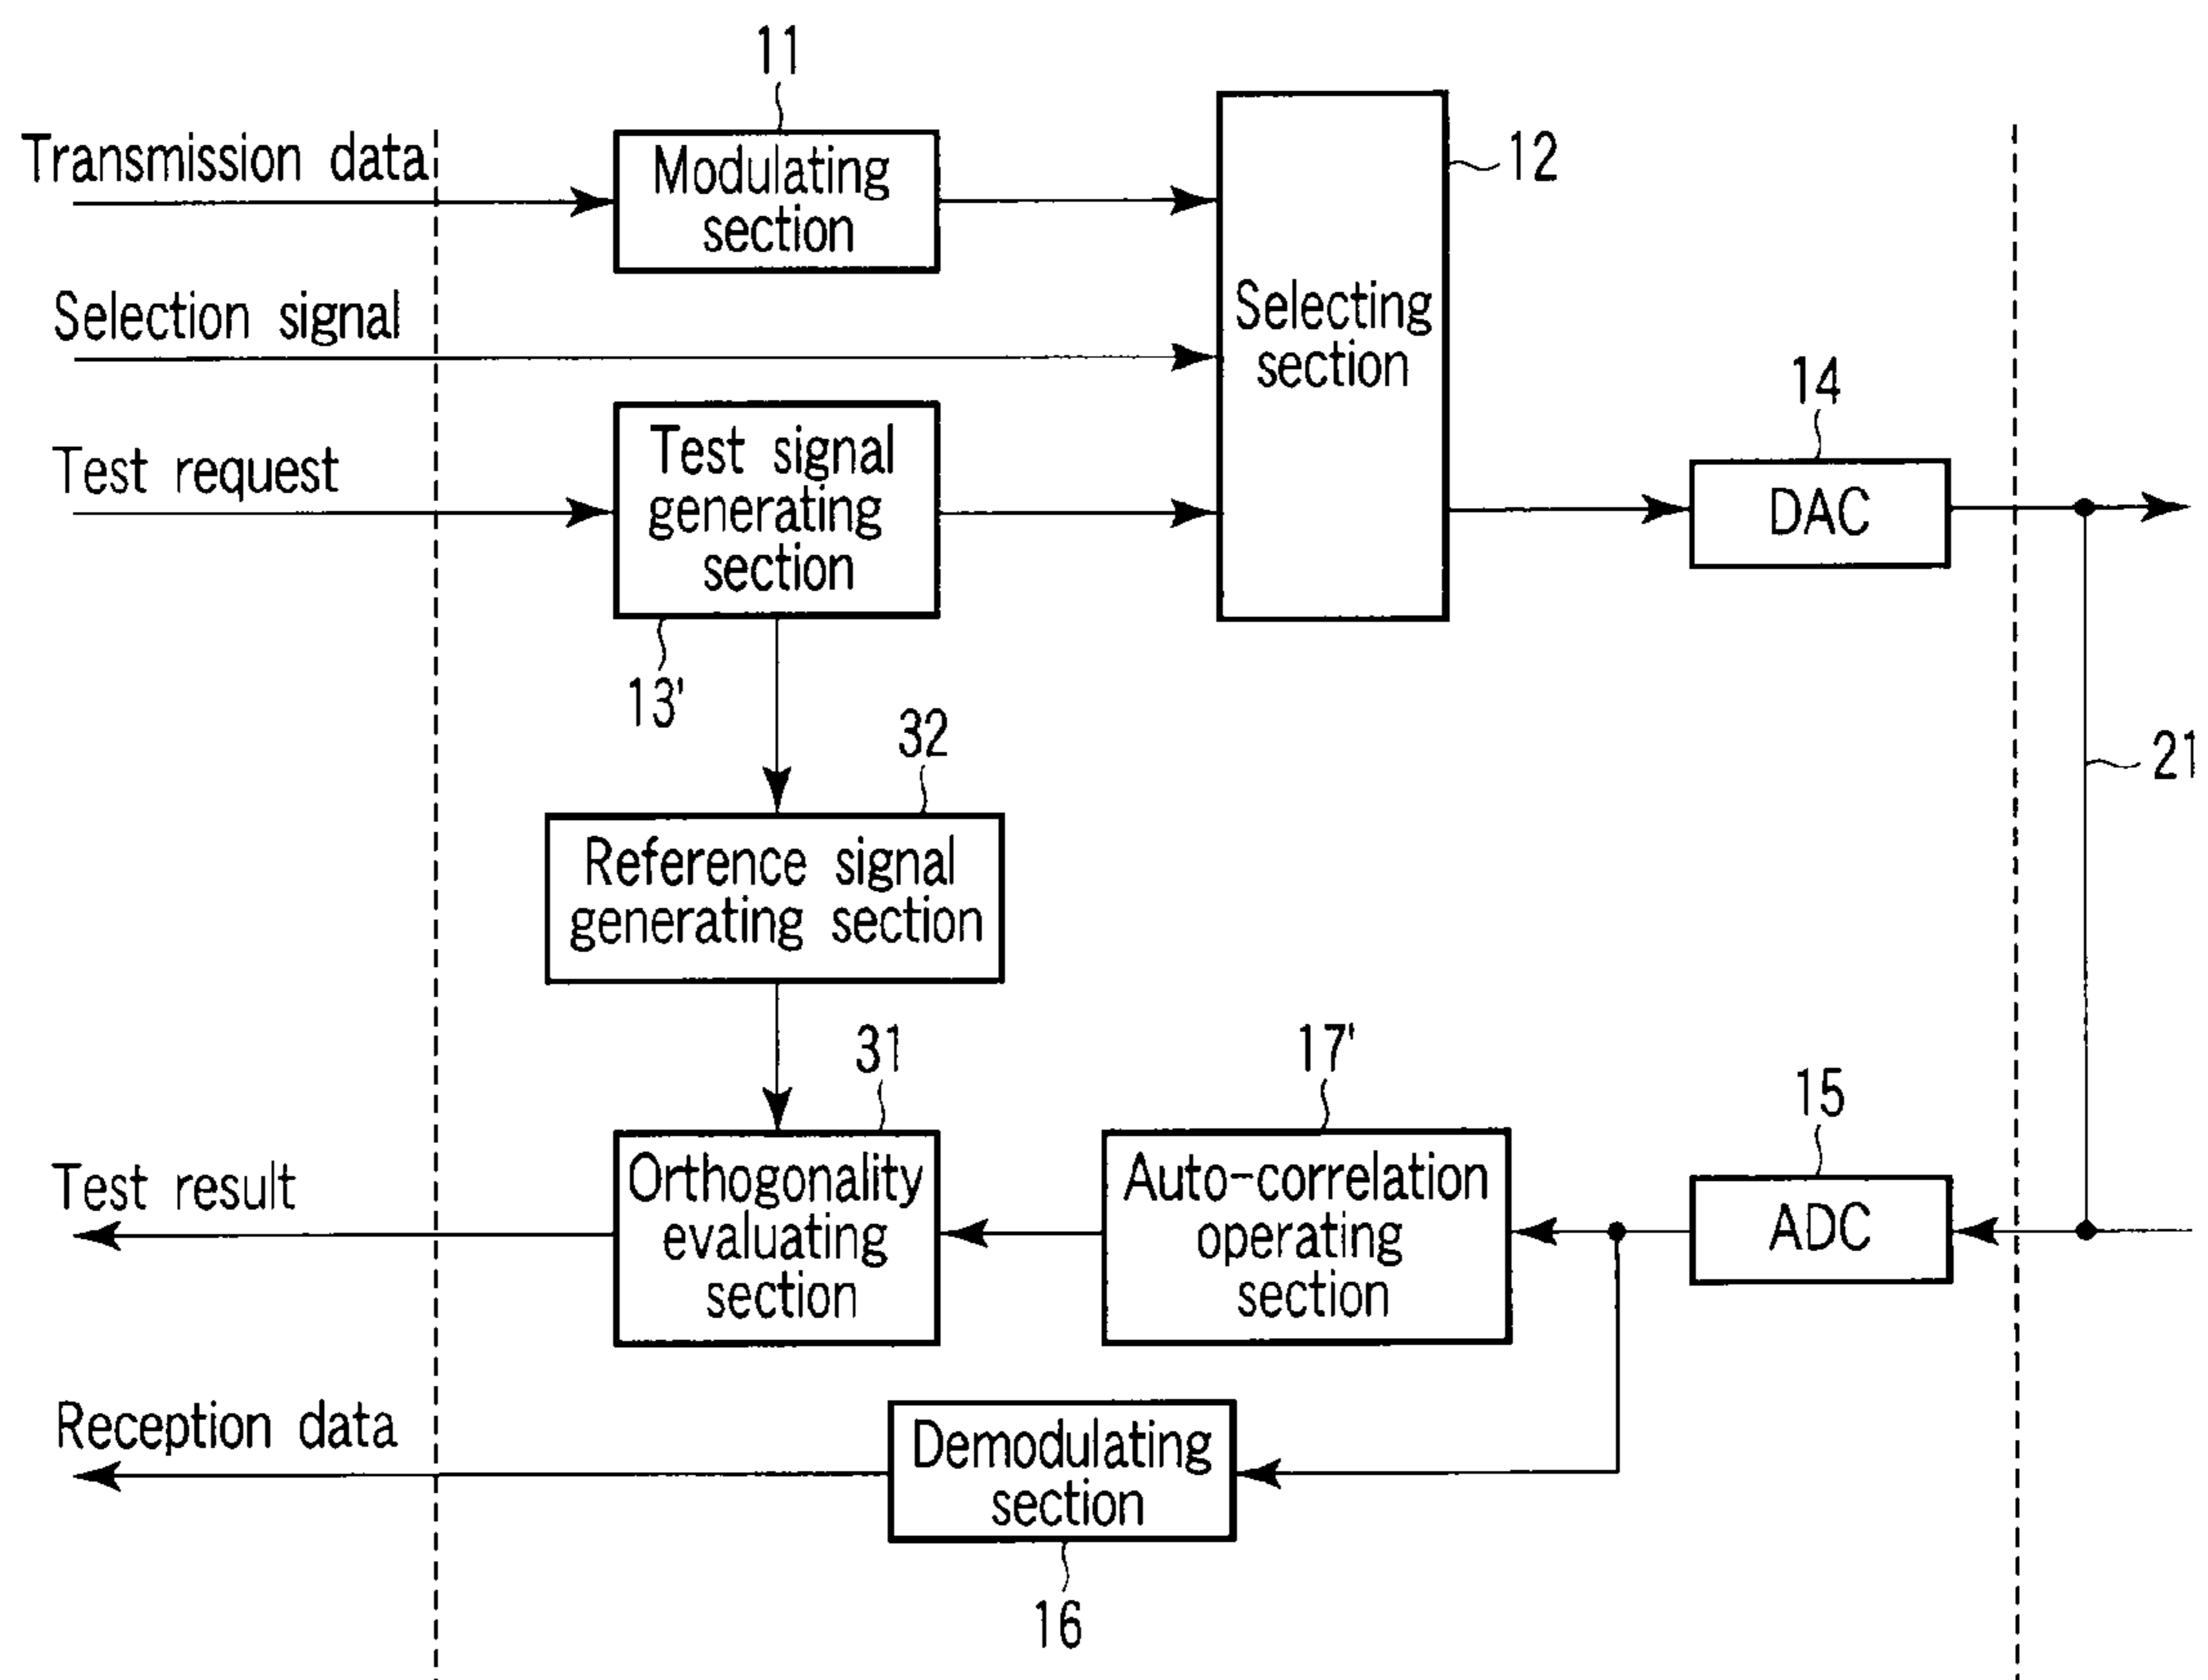 11
Transmission data
Modulating
section
12
Selection signal
Selecting
section
14
Test request
Test signal
generating
section
DAC
13'
32
21
Reference signal
generating section
31
17'
15
Test result
Orthogonality
evaluating
section
Auto-correlation
operating
section
ADC
Reception data
Demodulating
section
16